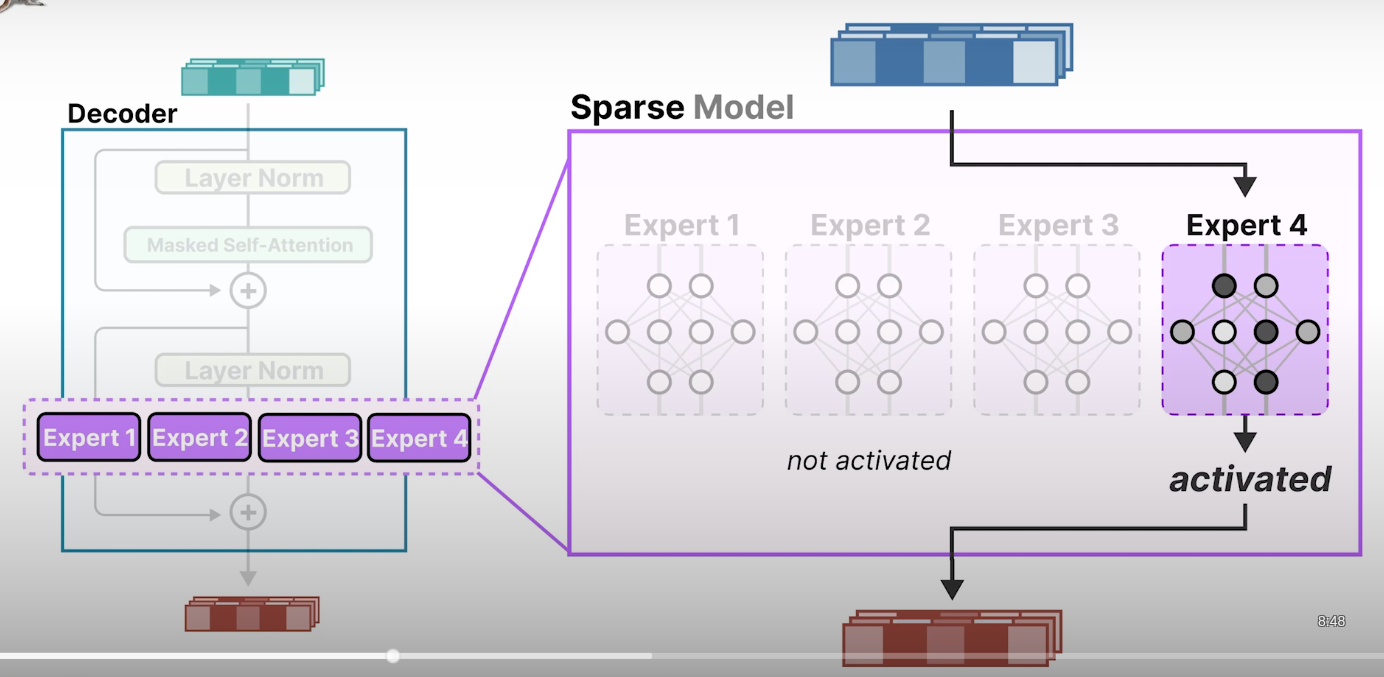 Decoder
Layer Norm
Masked Self-Attention
+
Layer Norm
Expert 1 Expert 2 Expert 3 Expert 4
+
Sparse Model
Expert 1 Expert 2 Expert 3 Expert 4
not activated
activated
8:48